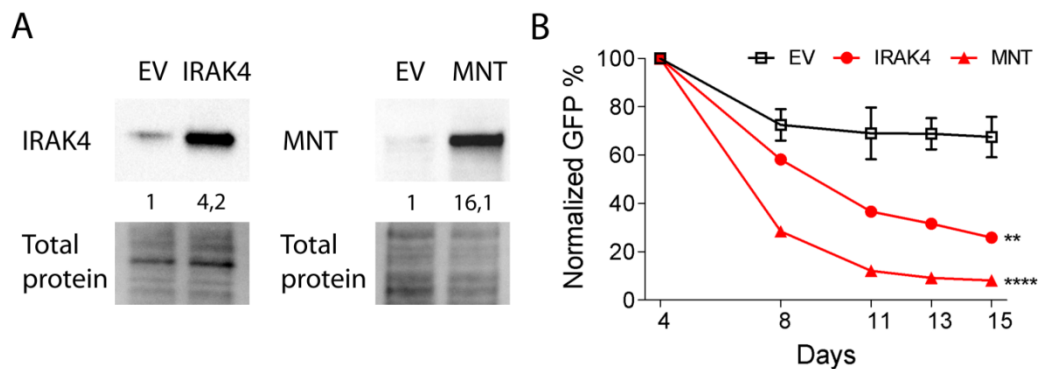 A
EV IRAK4
IRAK4
1 4,2
Total
protein
EV MNT
MNT
1 16,1
Total
protein
B
EV IRAK4 MNT
Normalized GFP %
100
80
60
40
20
0
**
****
4 8 11 13 15
Days